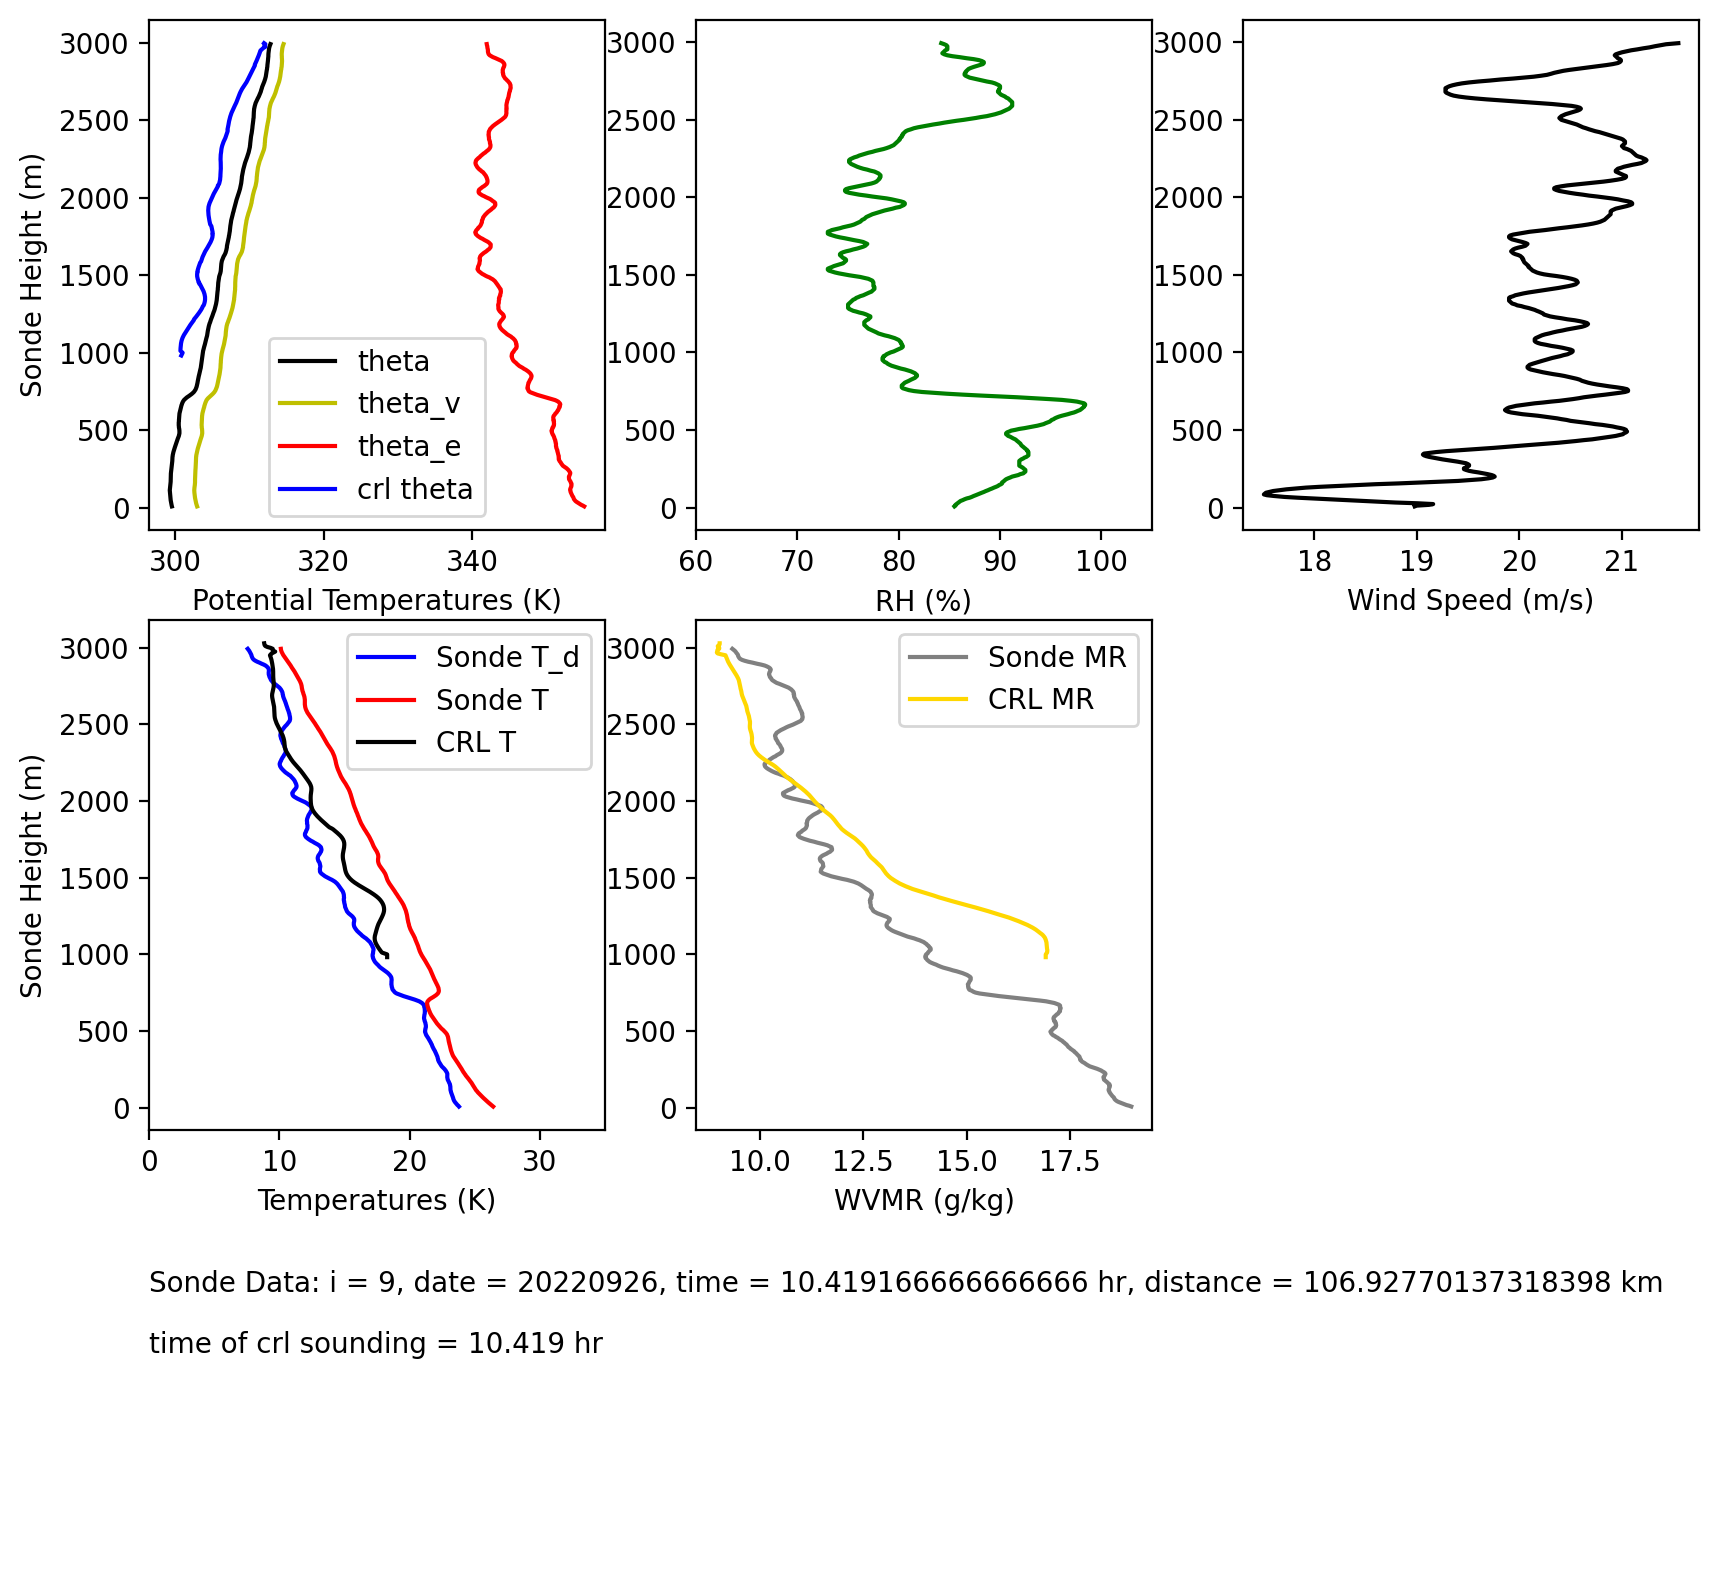 3000
2500
2000
1500
1000
500
0
Sonde Height (m)
300 320 340
Potential Temperatures (K)
theta
theta_v
theta_e
crl theta
3000
2500
2000
1500
1000
500
0
60 70 80 90 100
RH (%)
3000
2500
2000
1500
1000
500
0
18 19 20 21
Wind Speed (m/s)
3000
2500
2000
1500
1000
500
0
Sonde Height (m)
0 10 20 30
Temperatures (K)
Sonde T_d
Sonde T
CRL T
3000
2500
2000
1500
1000
500
0
10.0 12.5 15.0 17.5
WVMR (g/kg)
Sonde MR
CRL MR
Sonde Data: i = 9, date = 20220926, time = 10.419166666666666 hr, distance = 106.92770137318398 km
time of crl sounding = 10.419 hr